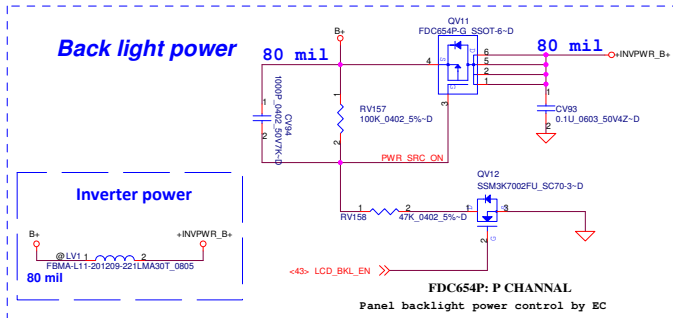 QV11
FDC654P-G_SSOT-6~D
B+
Back light power
80 mil
80 mil
4
S
D
G
6
5
2
1
+INVPWR_B+
3
1
2
1000P_0402_50V7K~D
CV94
1
2
RV157
100K_0402_5%~D
1
2
CV93
0.1U_0603_50V4Z~D
PWR_SRC_ON
QV12
SSM3K7002FU_SC70-3~D
Inverter power
1
2
RV158
47K_0402_5%~D
1
D
S
3
G
2
B+
+INVPWR_B+
@ LV1
1
2
FBMA-L11-201209-221LMA30T_0805
80 mil
<43> LCD_BKL_EN
FDC654P: P CHANNAL
Panel backlight power control by EC